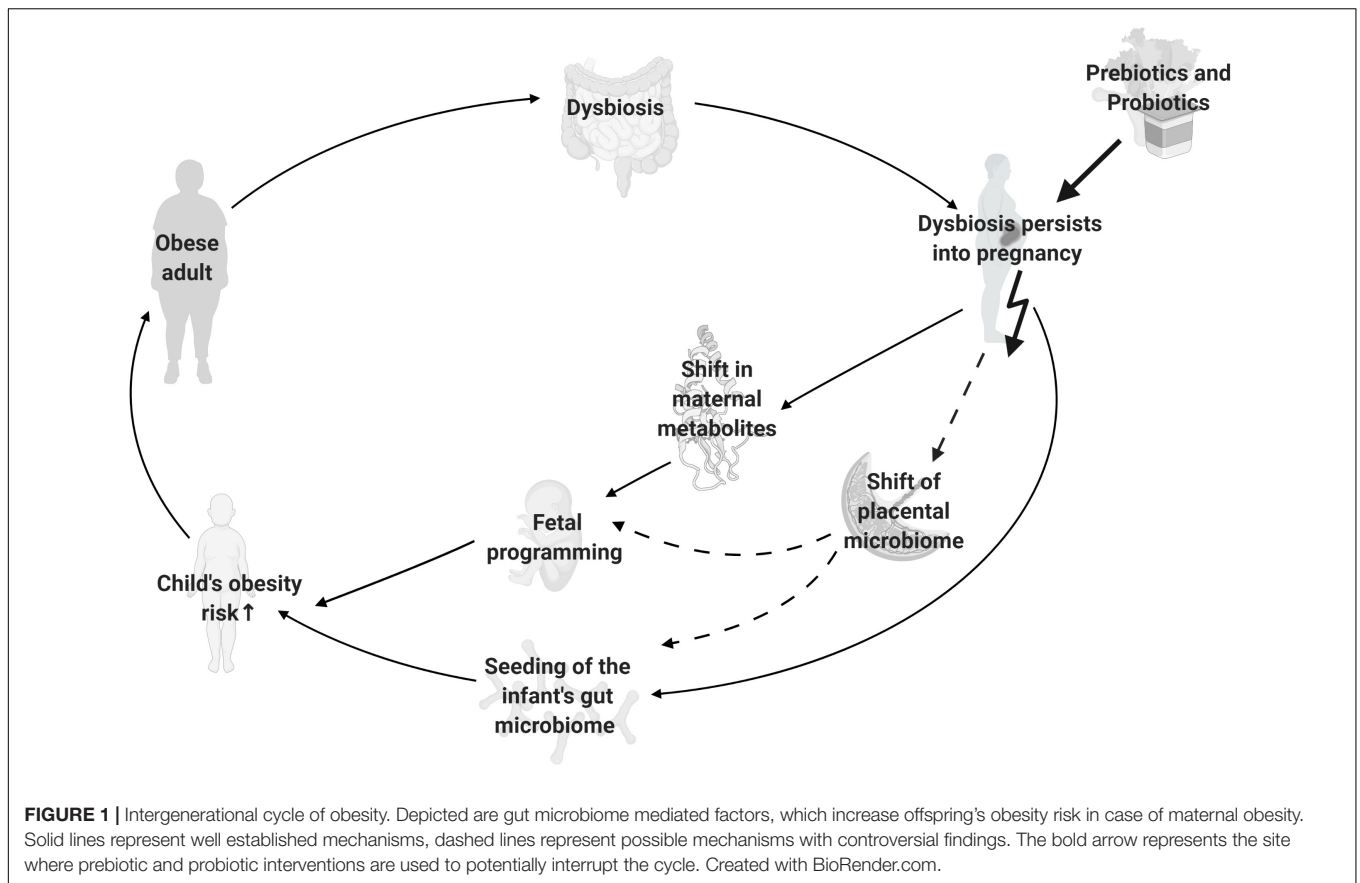 Prebiotics and
Probiotics
Dysbiosis
Dysbiosis persists
into pregnancy
Obese
adult
Shift in
maternal
metabolites
Shift of
placental
microbiome
Fetal
programming
Child's obesity
risk↑
Seeding of the
infant's gut
microbiome
FIGURE 1 | Intergenerational cycle of obesity. Depicted are gut microbiome mediated factors, which increase offspring's obesity risk in case of maternal obesity.
Solid lines represent well established mechanisms, dashed lines represent possible mechanisms with controversial findings. The bold arrow represents the site
where prebiotic and probiotic interventions are used to potentially interrupt the cycle. Created with BioRender.com.